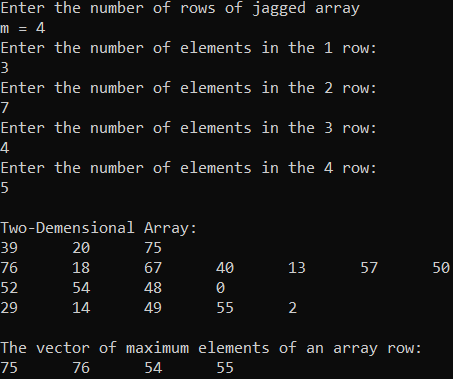 Enter the number of rows of jagged array
m = 4
Enter the number of elements in the 1 row:
3
Enter the number of elements in the 2 row:
7
Enter the number of elements in the 3 row:
4
Enter the number of elements in the 4 row:
5
Two-Demensional Array:
39 20 75
76 18 67 40 13 57 50
52 54 48 0
29 14 49 55 2
The vector of maximum elements of an array row:
75 76 54 55